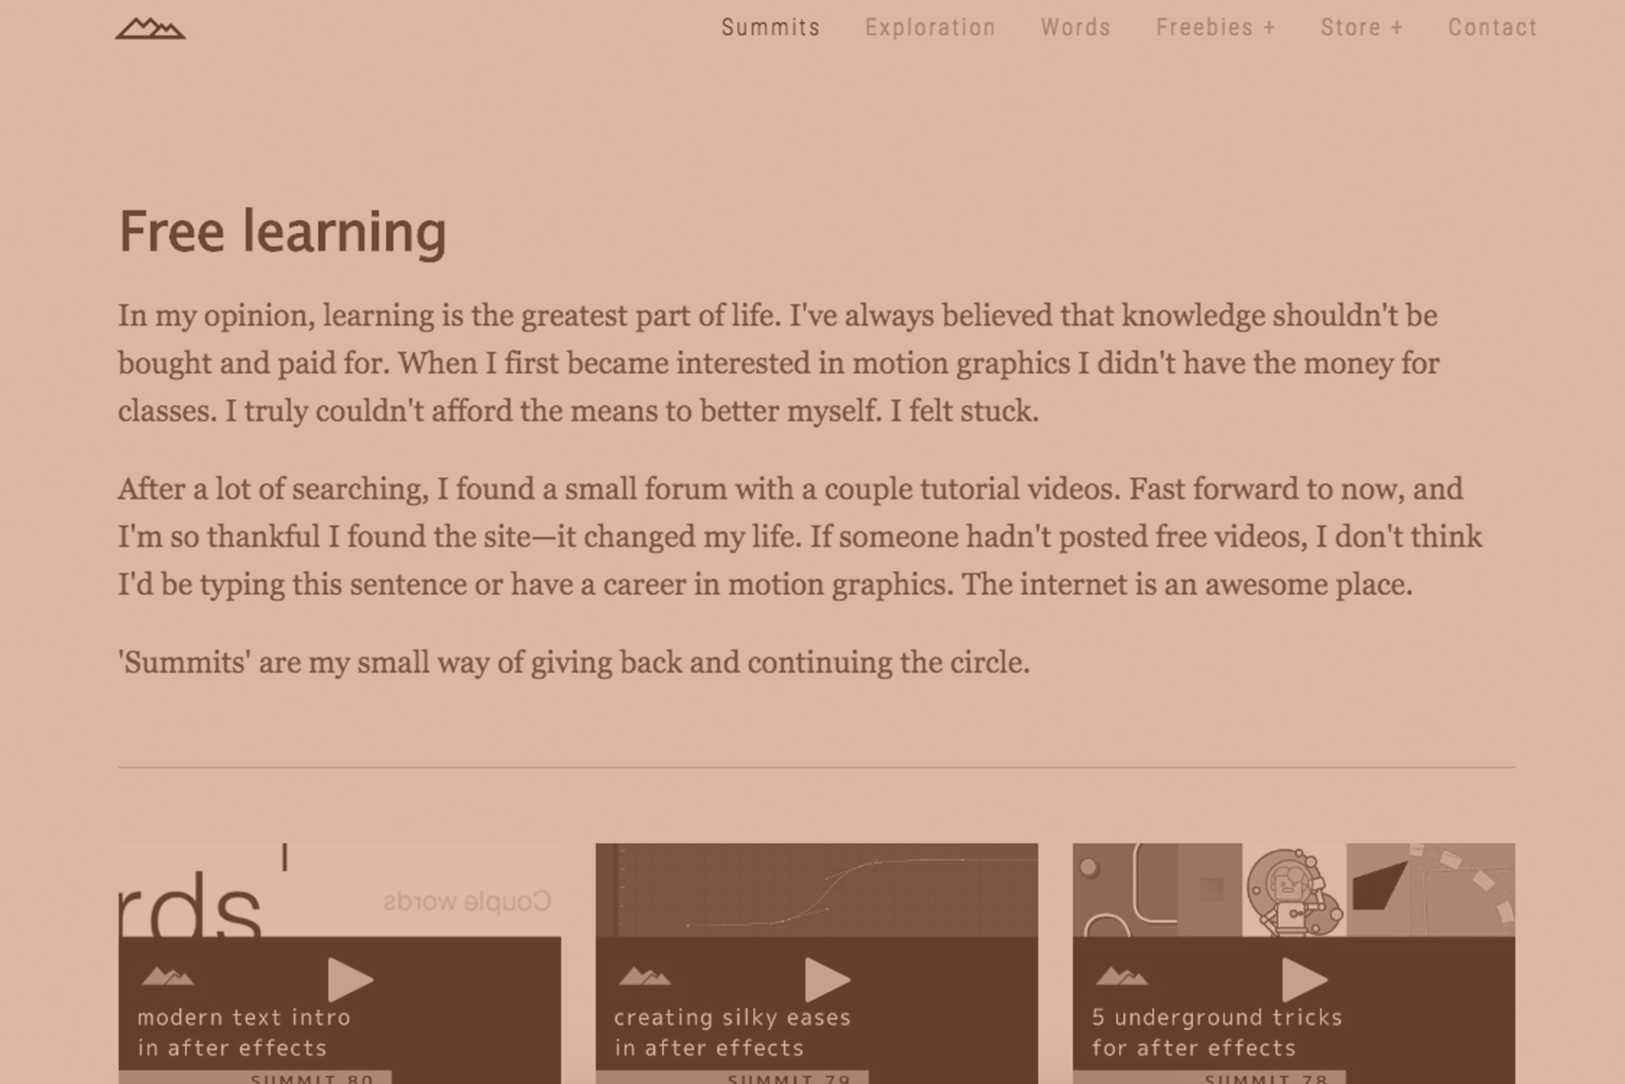 Summits Exploration Words Freebies + Store + Contact
Free learning
In my opinion, learning is the greatest part of life. I've always believed that knowledge shouldn't be
bought and paid for. When I first became interested in motion graphics I didn't have the money for
classes. I truly couldn't afford the means to better myself. I felt stuck.
After a lot of searching, I found a small forum with a couple tutorial videos. Fast forward to now, and
I'm so thankful I found the site—it changed my life. If someone hadn't posted free videos, I don't think
I'd be typing this sentence or have a career in motion graphics. The internet is an awesome place.
'Summits' are my small way of giving back and continuing the circle.
rds
Couple words
modern text intro
in after effects
SUMMIT 80
creating silky eases
in after effects
SUMMIT 79
5 underground tricks
for after effects
SUMMIT 78